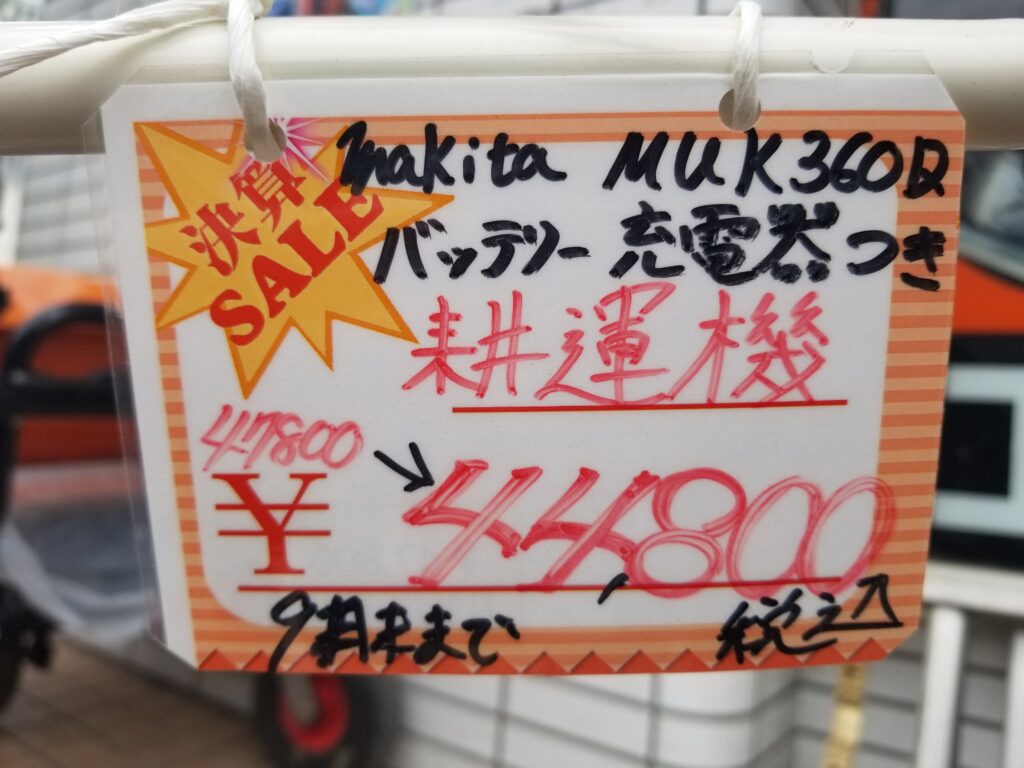 決算
SALE
makita MUK360D
バッテリー 充電器つき
耕運機
47800
¥ 44,800
9期末まで 税込